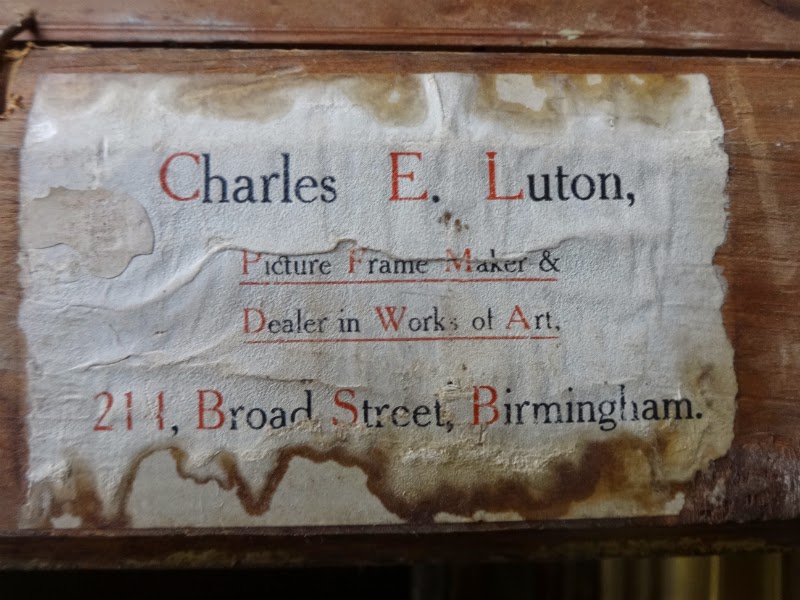 Charles E. Luton,
Picture Frame Maker &
Dealer in Works of Art,
214, Broad Street, Birmingham.